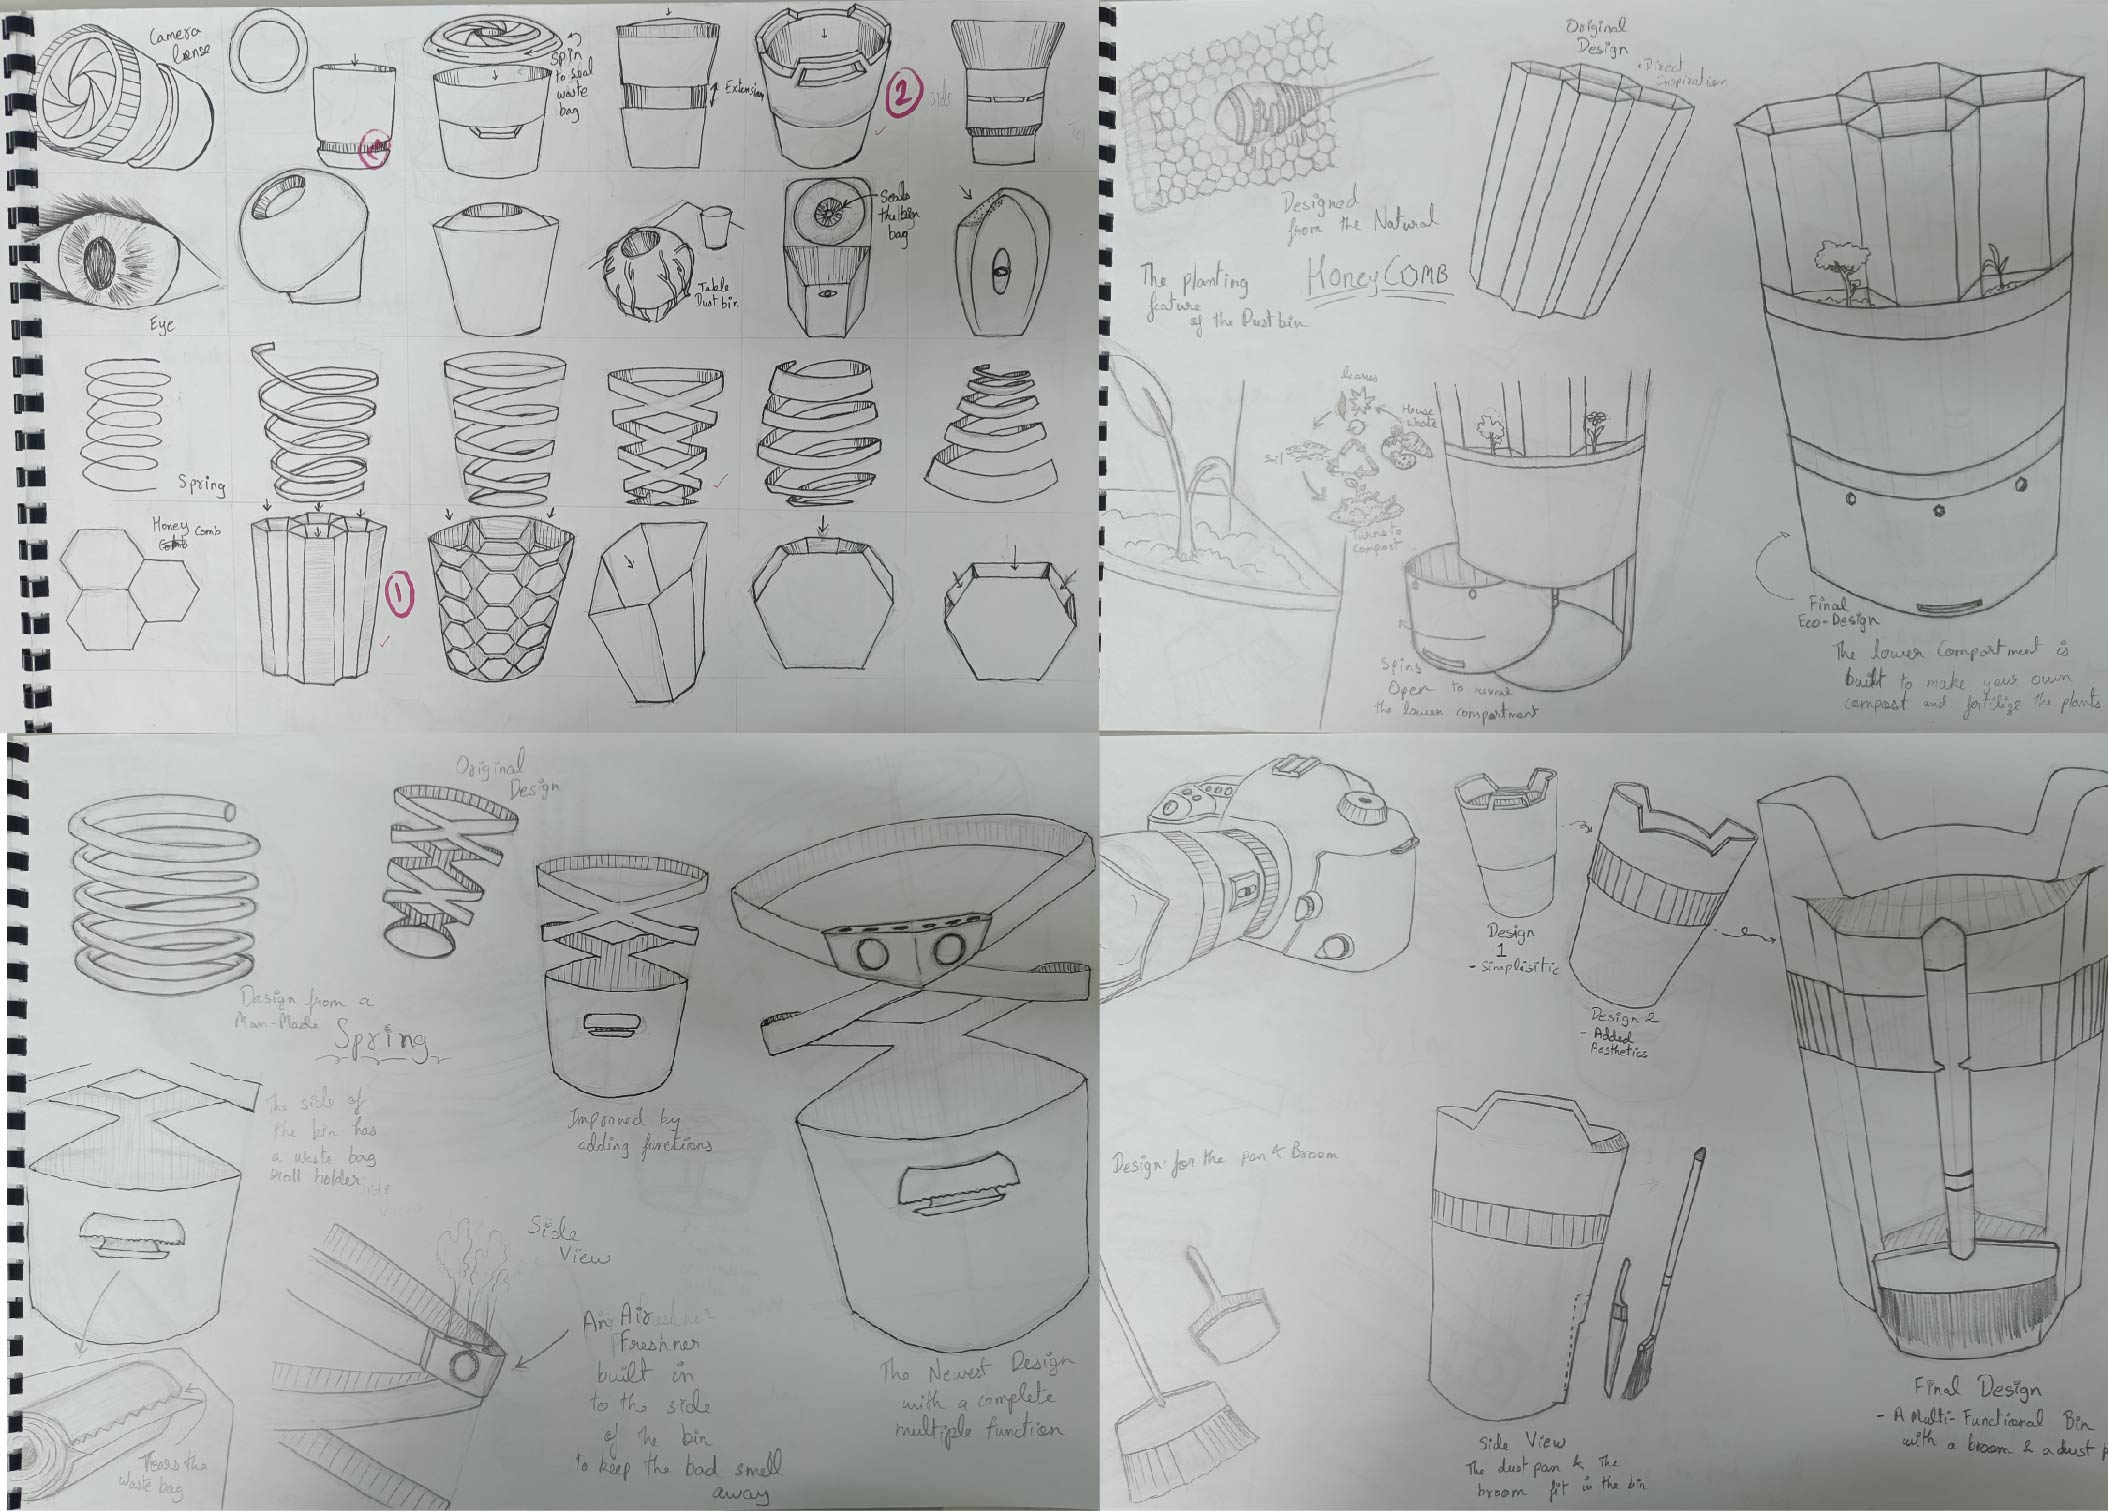 Camera
Lense
Spin
to seal
waste
bag
Extension
2
side
Eye
Table
Dustbin
Seals
the bin
bag
Spring
Honey Comb
1
Original
Design
• Direct
inspiration
Designed
from the Natural
HoneyCOMB
The planting
feature
of the Dustbin
leaves
House
waste
Soil
Turns to
compost
Spins
Open to reveal
the lower compartment
Final
Eco-Design
The lower Compartment is
built to make your own
compost and fertilize the plants
Original
Design
Design from a
Man-Made
Spring
The side of
the bin has
a waste bag
holder
Improved by
adding functions
Side
View
An Air
Freshner
built in
to the side
of the bin
to keep the bad smell
away
Tears the
waste bag
The Newest Design
with a complete
multiple function
Design
1
- Simplisitic
Design 2
- Added
Aesthetics
Design for the pan & Broom
Side View
The dust pan & the
broom fit in the bin
Final Design
- A Multi-Functional Bin
with a broom & a dust p